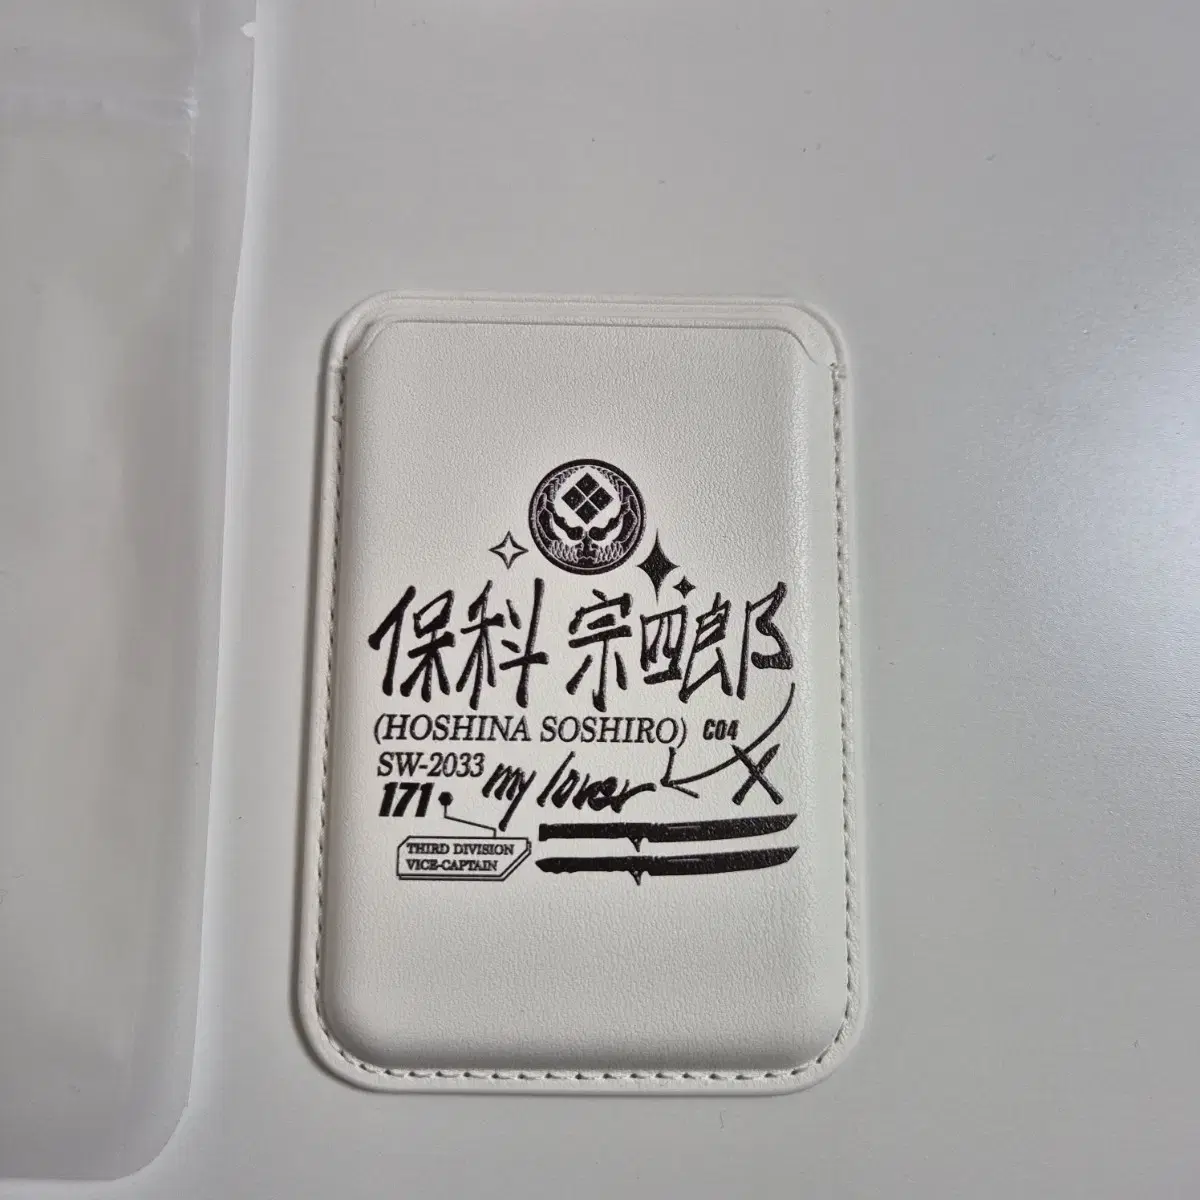 保科 宗四郎
(HOSHINA SOSHIRO) C04
SW-2033 my lover
171
THIRD DIVISION
VICE-CAPTAIN